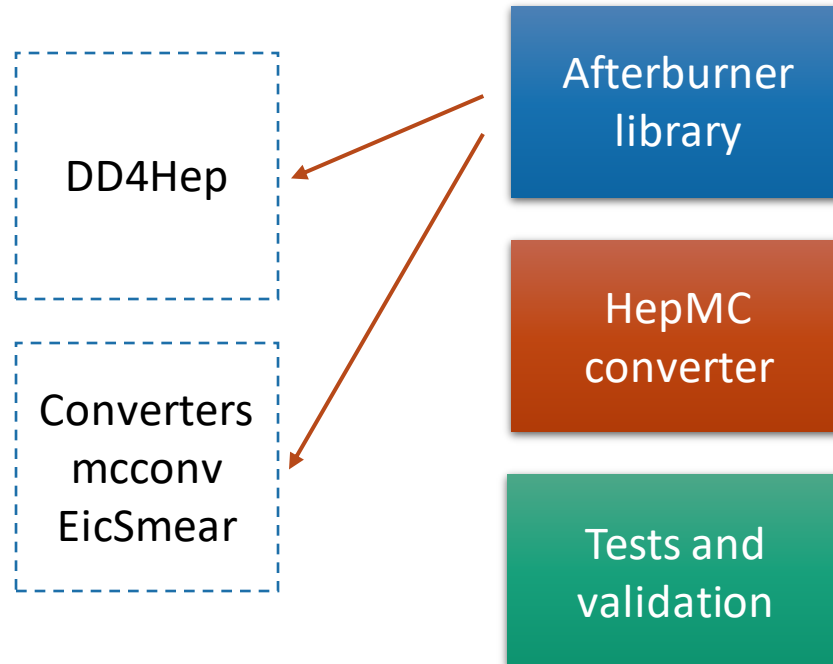 DD4Hep
Converters
mcconv
EicSmear
Afterburner
library
HepMC
converter
Tests and
validation